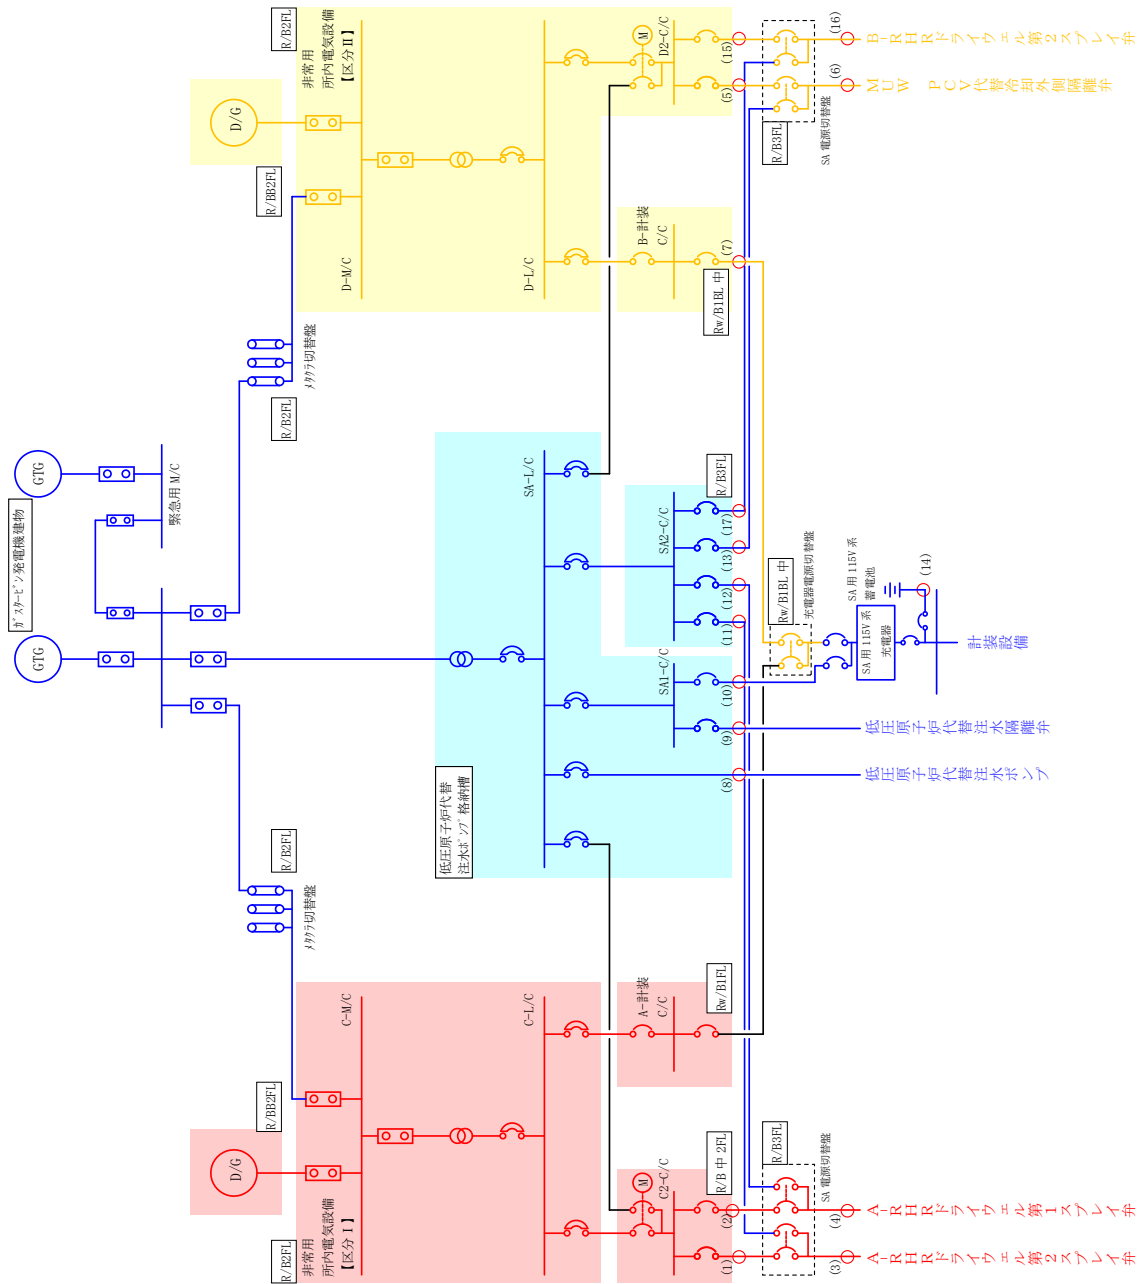 ガスタービン発電機建物
GTG
GTG
緊急用 M/C
R/B2FL
メタクラ切替盤
R/B2FL
メタクラ切替盤
R/B2FL
非常用
所内電気設備
【区分Ⅰ】
D/G
R/BB2FL
C-M/C
C-L/C
R/B2FL
非常用
所内電気設備
【区分Ⅱ】
D/G
R/BB2FL
D-M/C
D-L/C
低圧原子炉代替
注水ポンプ格納槽
SA-L/C
M
C2-C/C
R/B 中 2FL
A-計装
C/C
Rw/B1FL
SA1-C/C
SA2-C/C
R/B3FL
B-計装
C/C
Rw/B1BL 中
M
D2-C/C
(1)
(2)
(8)
(9)
(10)
(11)
(12)
(13)
(17)
(7)
(5)
(15)
R/B3FL
SA 電源切替盤
(3)
(4)
Rw/B1BL 中
充電器電源切替盤
SA 用 115V 系
充電器
SA 用 115V 系
蓄電池
(14)
R/B3FL
SA 電源切替盤
(6)
(16)
A-RHRドライウェル第2スプレイ弁
A-RHRドライウェル第1スプレイ弁
低圧原子炉代替注水ポンプ
低圧原子炉代替注水隔離弁
計装設備
MUW PCV代替冷却外側隔離弁
B-RHRドライウェル第2スプレイ弁